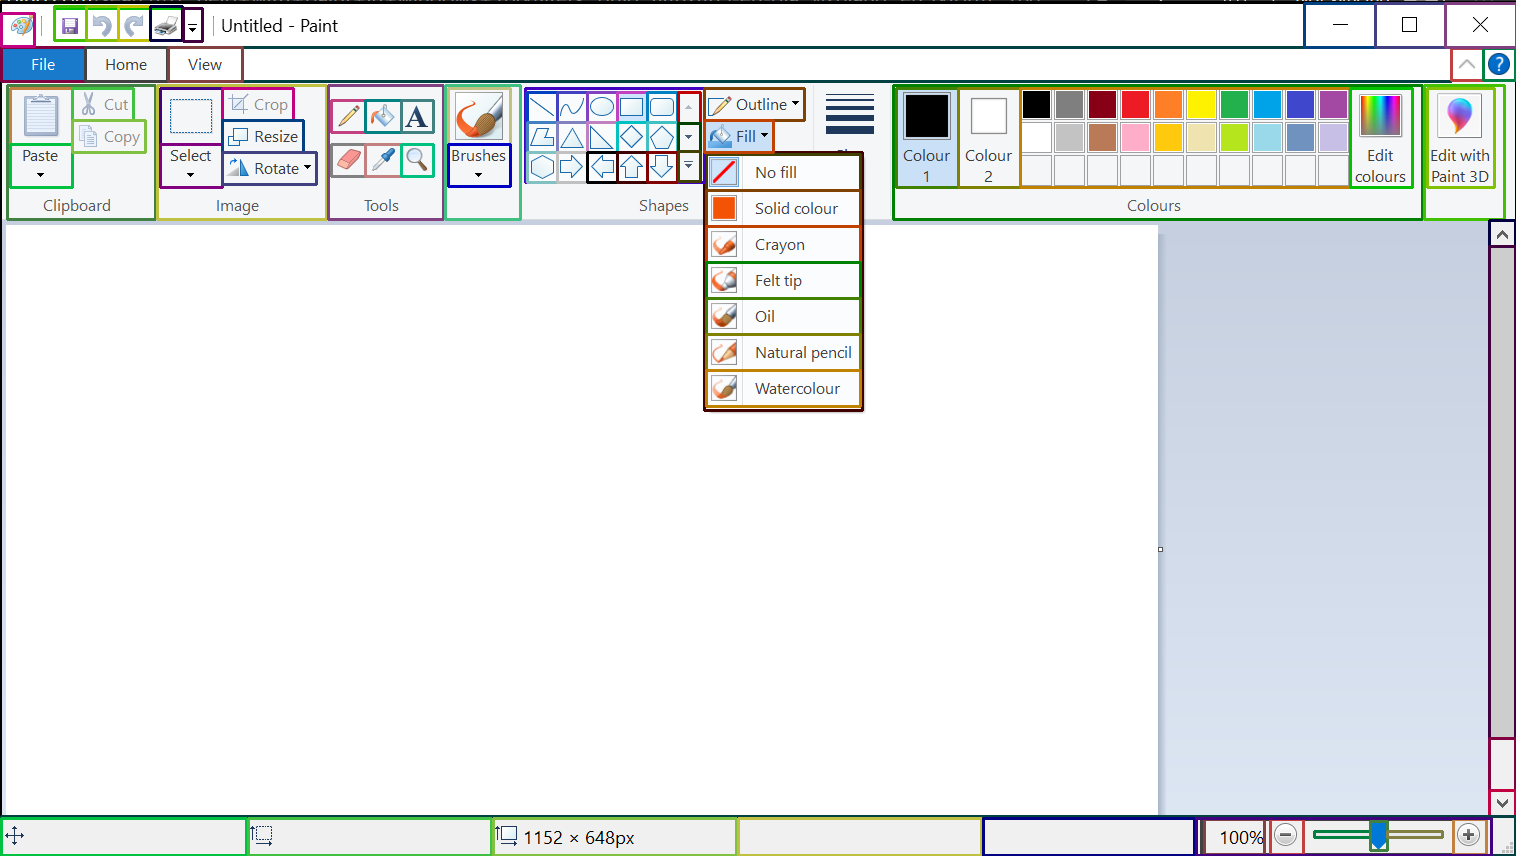 Untitled - Paint
File
Home
View
Cut
Copy
Paste
Clipboard
Crop
Resize
Rotate
Select
Image
A
Tools
Brushes
Shapes
Outline
Fill
No fill
Solid colour
Crayon
Felt tip
Oil
Natural pencil
Watercolour
Colour
1
Colour
2
Edit
colours
Colours
Edit with
Paint 3D
1152 × 648px
100%